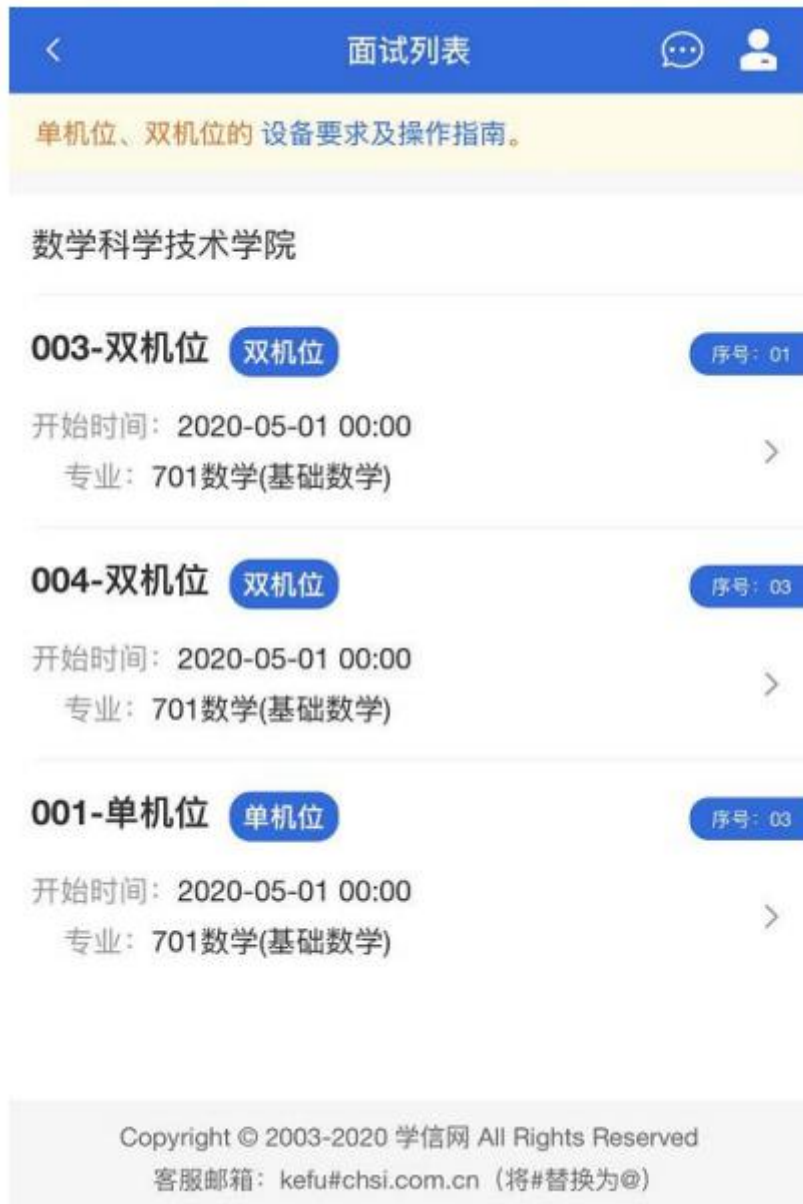 面试列表
单机位、双机位的 设备要求及操作指南。
数学科学技术学院
003-双机位 双机位 序号：01
开始时间：2020-05-01 00:00
专业：701数学(基础数学)
004-双机位 双机位 序号：03
开始时间：2020-05-01 00:00
专业：701数学(基础数学)
001-单机位 单机位 序号：03
开始时间：2020-05-01 00:00
专业：701数学(基础数学)
Copyright © 2003-2020 学信网 All Rights Reserved
客服邮箱：kefu#chsi.com.cn（将#替换为@）